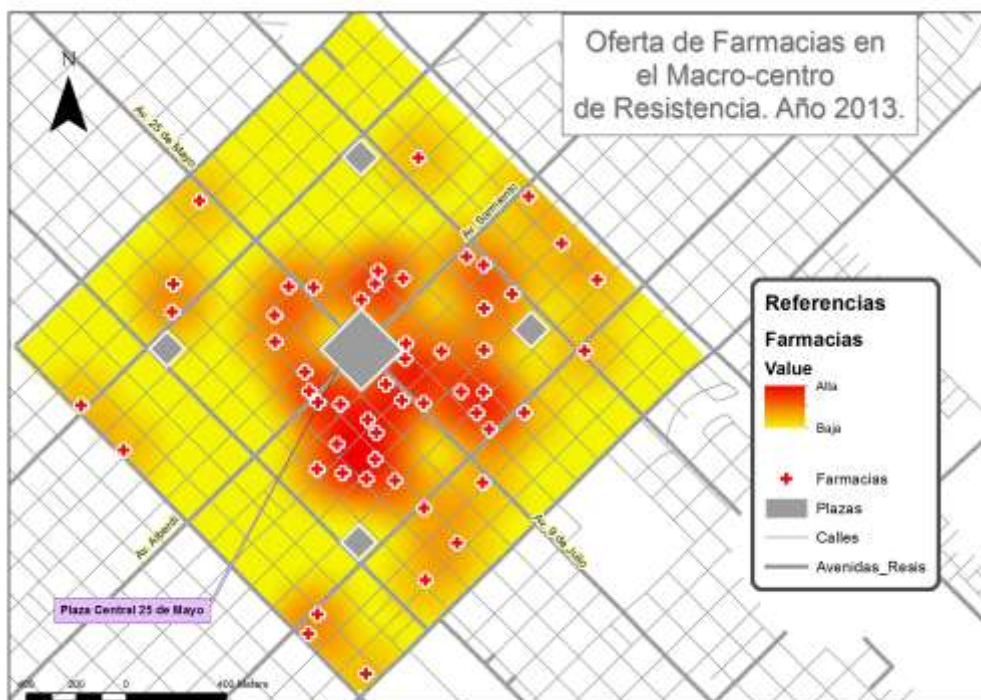 Oferta de Farmacias en
el Macro-centro
de Resistencia. Año 2013.
N
Av. 25 de Mayo
Av. Sarmiento
Av. Alberdi
Av. 9 de Julio
Plaza Central 25 de Mayo
Referencias
Farmacias
Value
Alta
Baja
Farmacias
Plazas
Calles
Avenidas_Resis
400 200 0 400 Meters